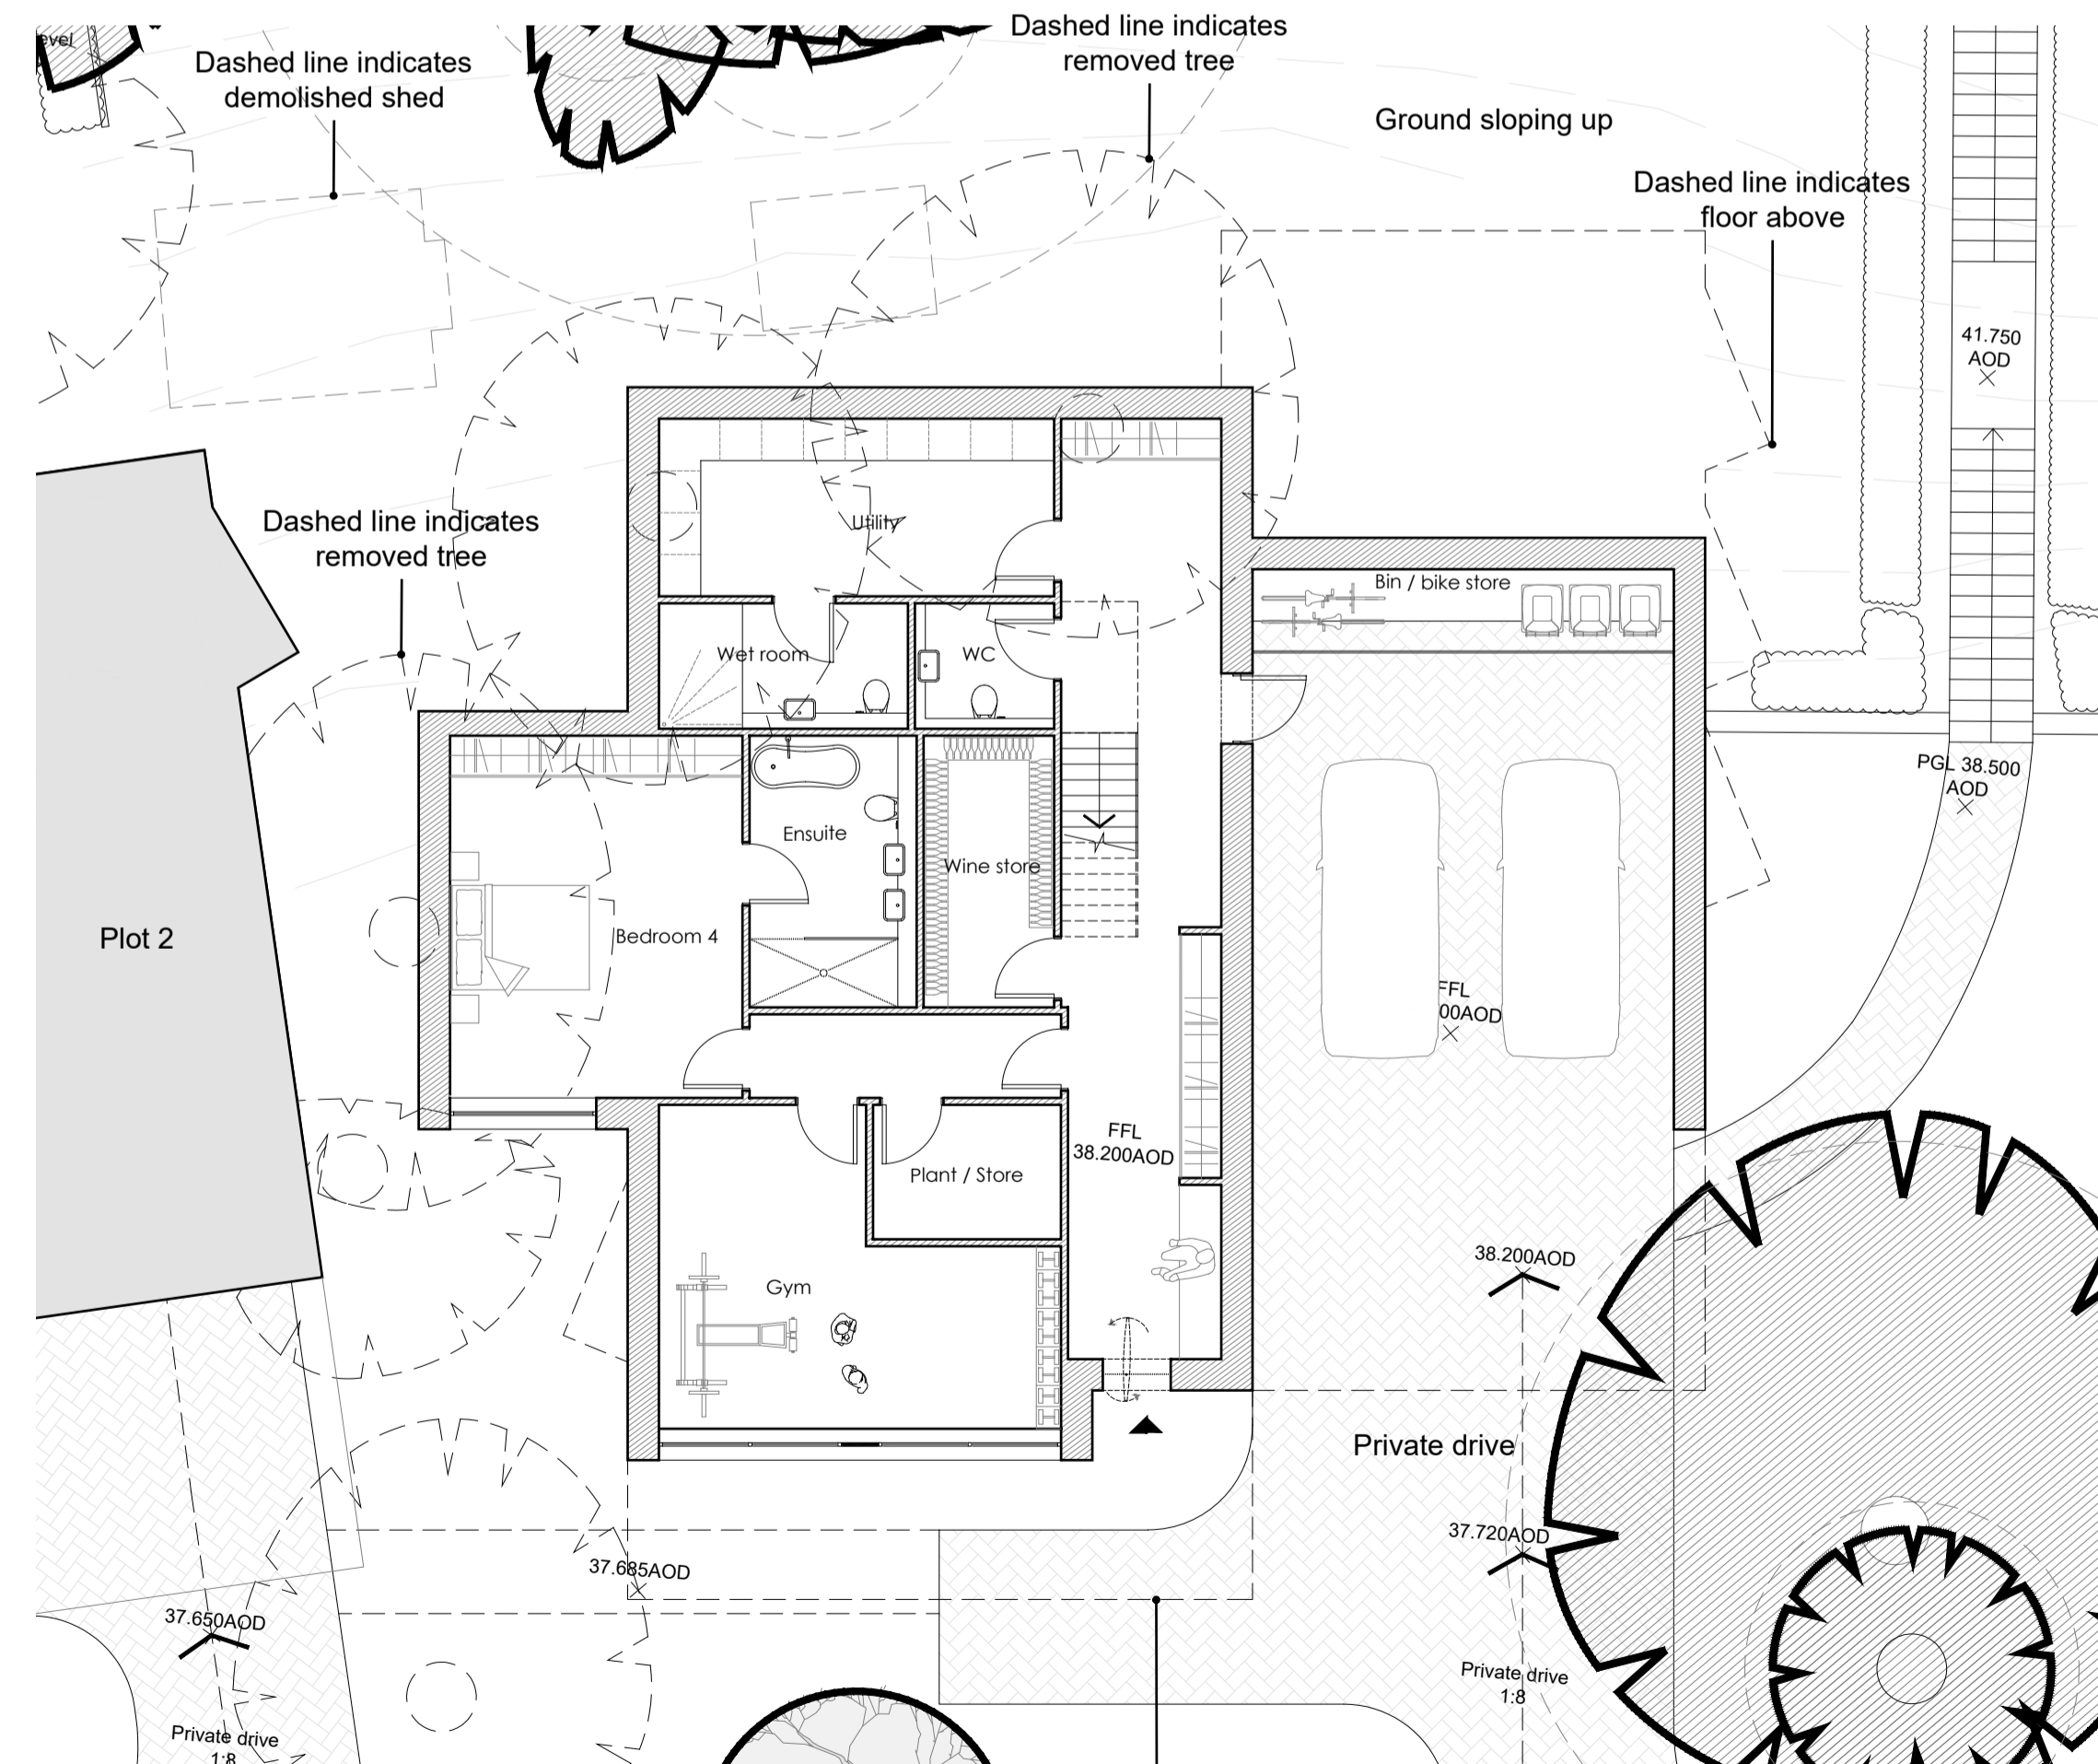 Dashed line indicates
removed tree
Dashed line indicates
demolished shed
Ground sloping up
Dashed line indicates
floor above
41.750
AOD
Dashed line indicates
removed tree
Utility
Bin / bike store
Wet room
WC
PGL 38.500
AOD
Ensuite
Wine store
Plot 2
Bedroom 4
FFL
00AOD
FFL
38.200AOD
Plant / Store
38.200AOD
Gym
Private drive
37.720AOD
37.685AOD
37.650AOD
Private drive
1:8
Private drive
1:8